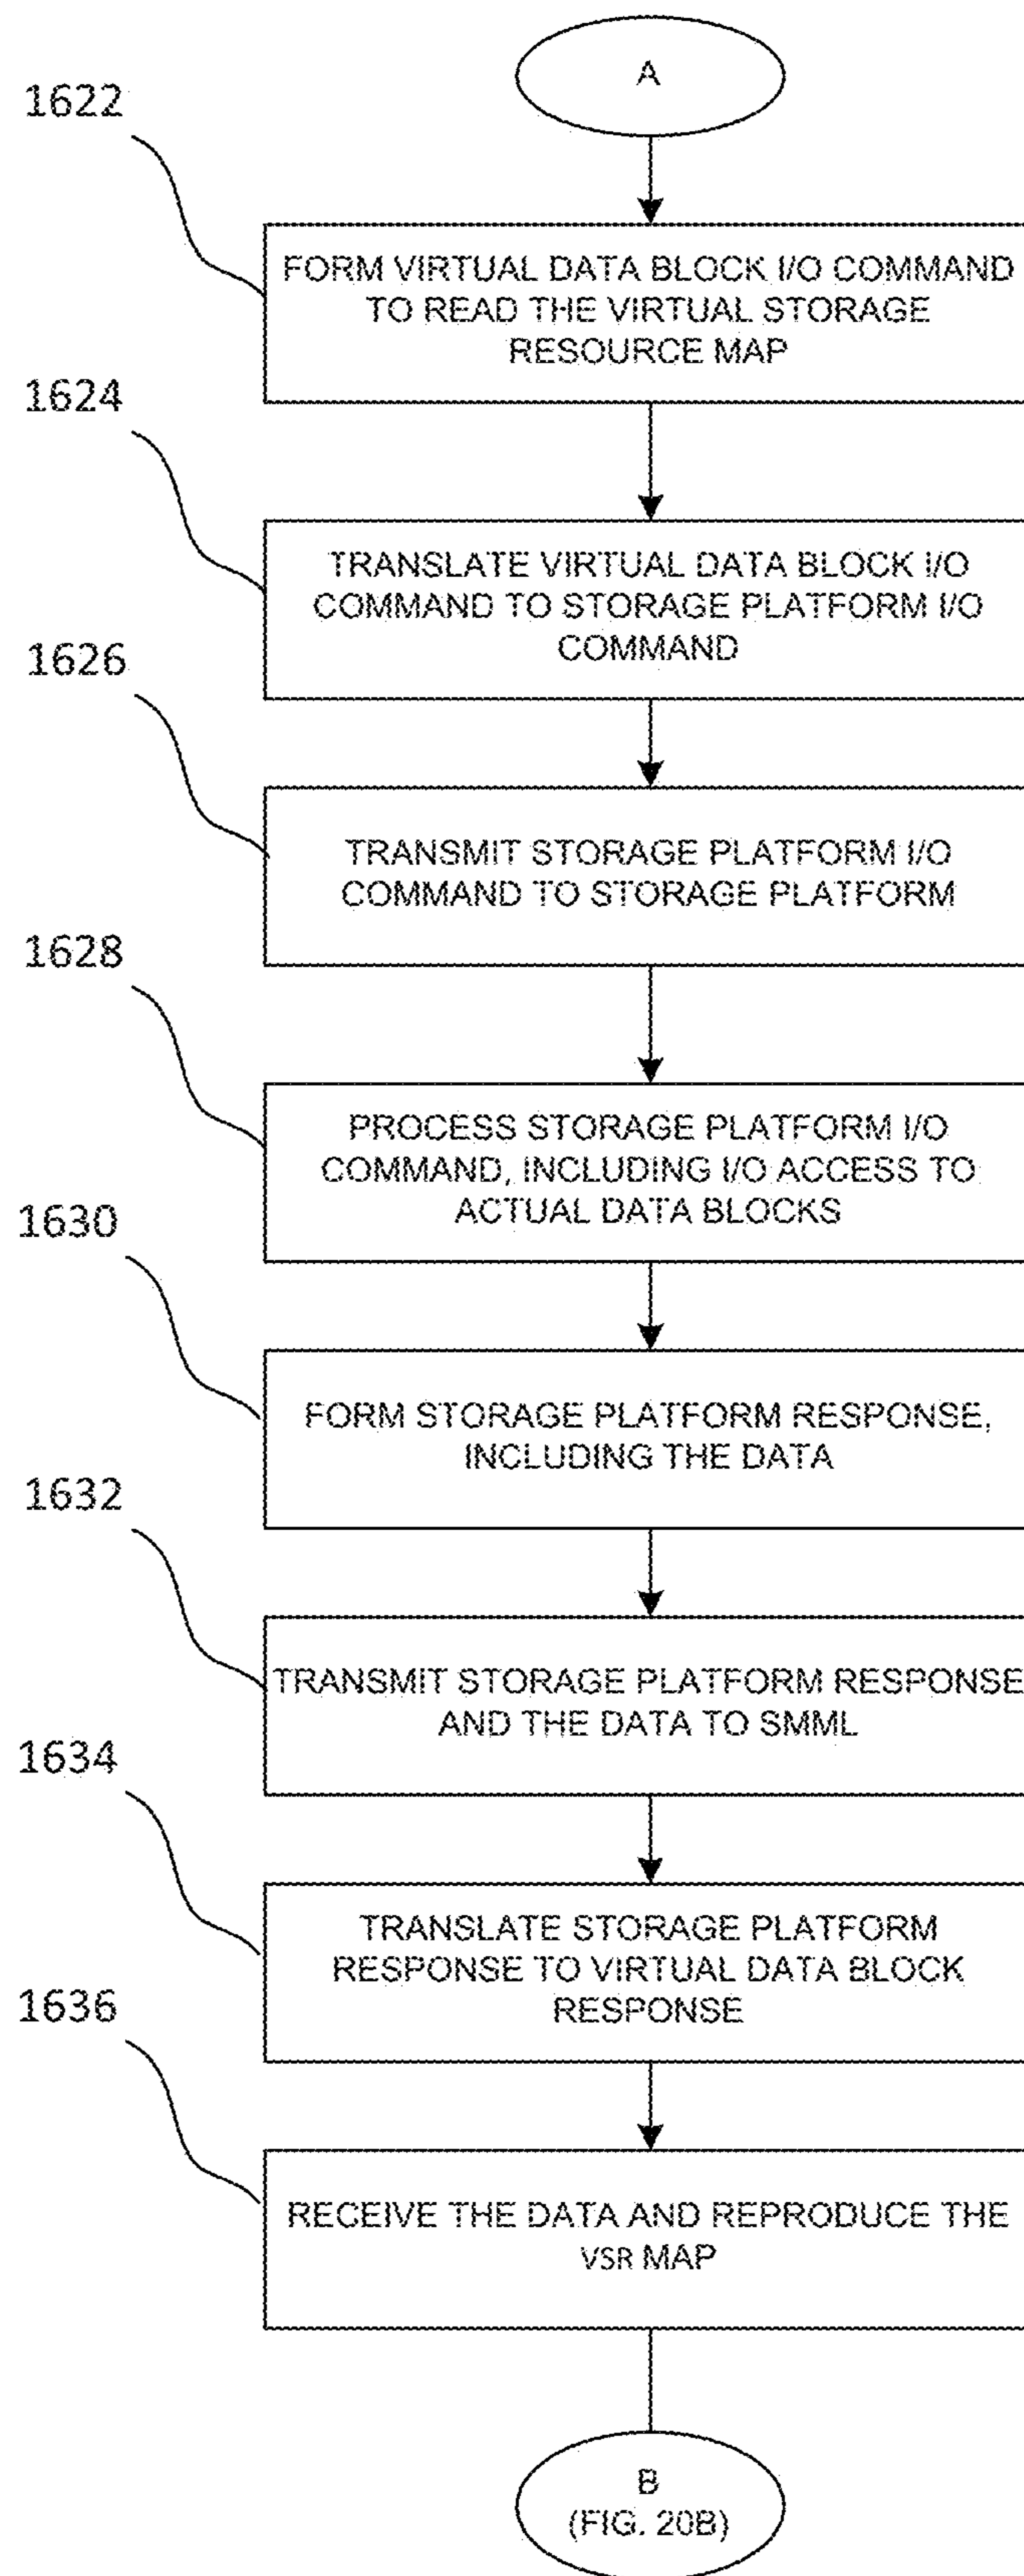 A
1622
FORM VIRTUAL DATA BLOCK I/O COMMAND
TO READ THE VIRTUAL STORAGE
RESOURCE MAP
1624
TRANSLATE VIRTUAL DATA BLOCK I/O
COMMAND TO STORAGE PLATFORM I/O
COMMAND
1626
TRANSMIT STORAGE PLATFORM I/O
COMMAND TO STORAGE PLATFORM
1628
PROCESS STORAGE PLATFORM I/O
COMMAND, INCLUDING I/O ACCESS TO
ACTUAL DATA BLOCKS
1630
FORM STORAGE PLATFORM RESPONSE,
INCLUDING THE DATA
1632
TRANSMIT STORAGE PLATFORM RESPONSE
AND THE DATA TO SMML
1634
TRANSLATE STORAGE PLATFORM
RESPONSE TO VIRTUAL DATA BLOCK
RESPONSE
1636
RECEIVE THE DATA AND REPRODUCE THE
VSR MAP
B
(FIG. 20B)